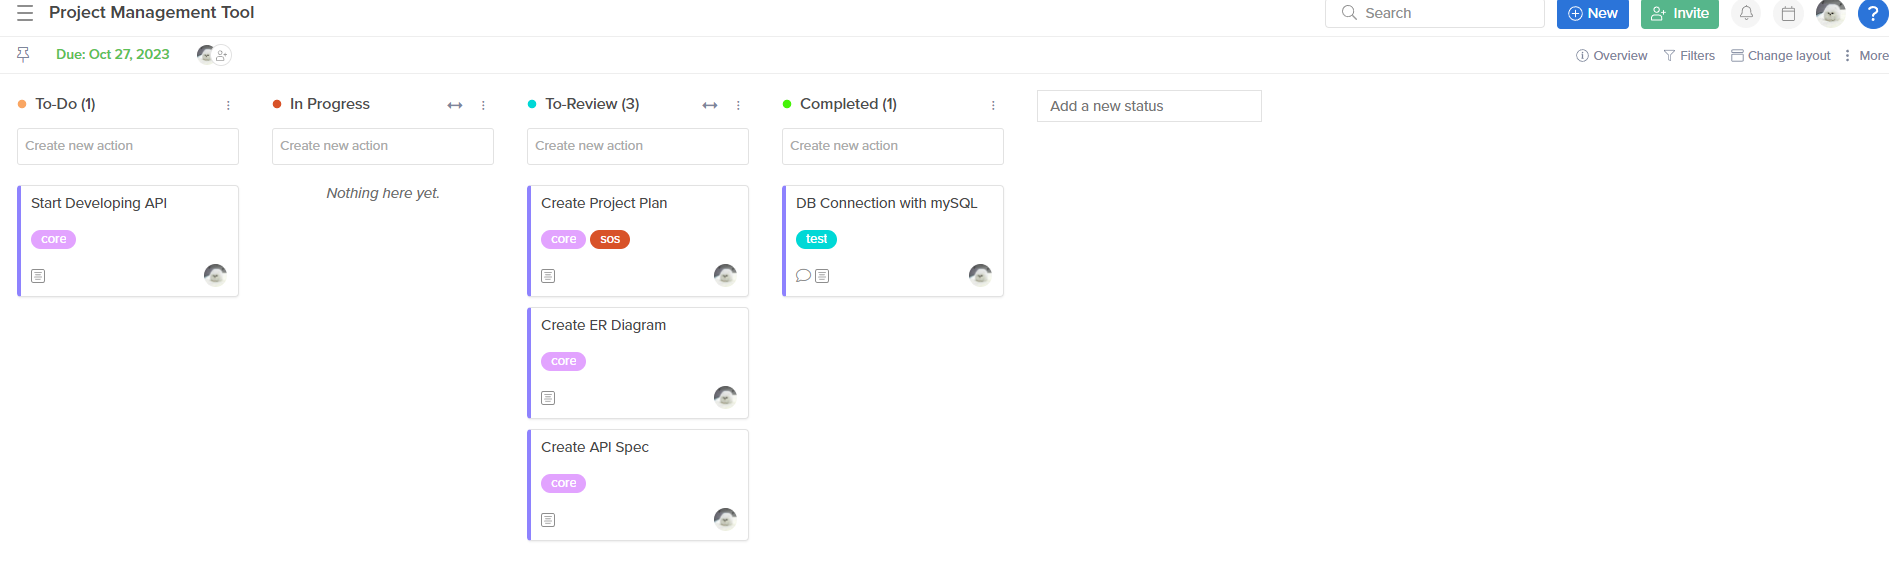 Project Management Tool
Search
New
Invite
?
Due: Oct 27, 2023
Overview
Filters
Change layout
More
To-Do (1)
In Progress
To-Review (3)
Completed (1)
Add a new status
Create new action
Create new action
Create new action
Create new action
Start Developing API
core
Nothing here yet.
Create Project Plan
core sos
Create ER Diagram
core
Create API Spec
core
DB Connection with mySQL
test